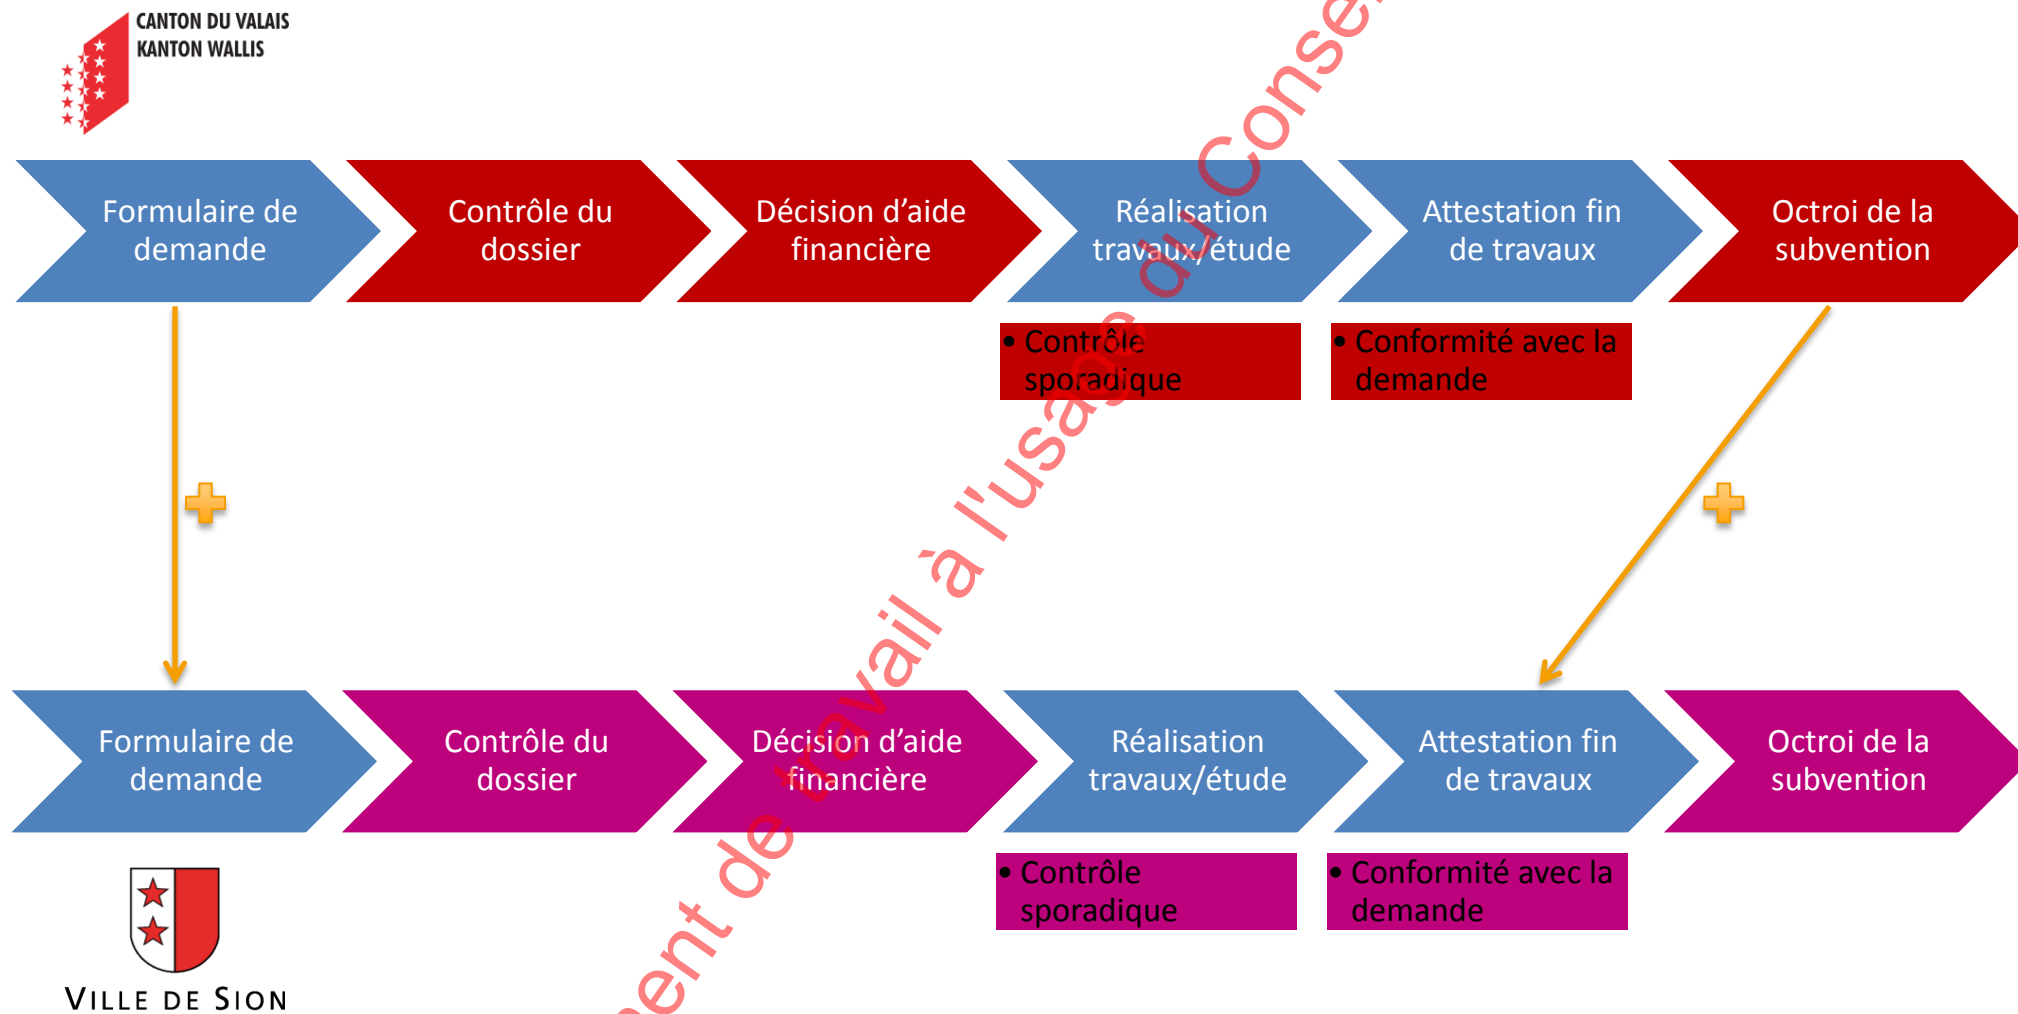 CANTON DU VALAIS
KANTON WALLIS
Formulaire de
demande
Contrôle du
dossier
Décision d’aide
financière
Réalisation
travaux/étude
Attestation fin
de travaux
Octroi de la
subvention
• Contrôle
sporadique
• Conformité avec la
demande
Formulaire de
demande
Contrôle du
dossier
Décision d’aide
financière
Réalisation
travaux/étude
Attestation fin
de travaux
Octroi de la
subvention
• Contrôle
sporadique
• Conformité avec la
demande
VILLE DE SION
de travail à l'usage du